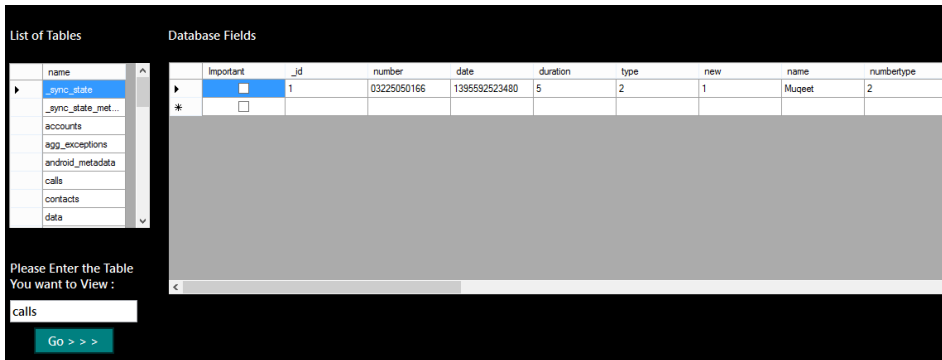 List of Tables
Database Fields
name
_sync_state
_sync_state_met...
accounts
agg_exceptions
android_metadata
calls
contacts
data
Important _id number date duration type new name numbertype
1 03225050166 1395592523480 5 2 1 Muqeet 2
Please Enter the Table
You want to View :
calls
Go > > >